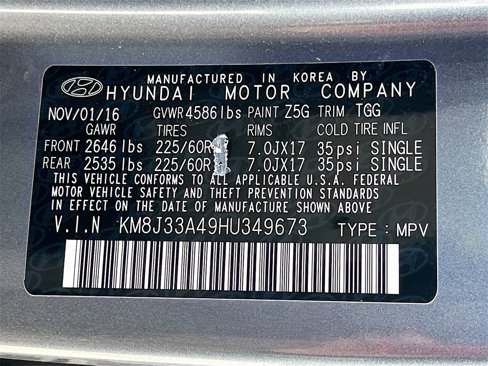 MANUFACTURED IN KOREA BY
HYUNDAI MOTOR COMPANY
NOV/01/16 GVWR 4586lbs PAINT Z5G TRIM TGG
GAWR TIRES RIMS COLD TIRE INFL
FRONT 2646 lbs 225/60R 7.0JX17 35psi SINGLE
REAR 2535 lbs 225/60R 7.0JX17 35psi SINGLE
THIS VEHICLE CONFORMS TO ALL APPLICABLE U.S.A. FEDERAL
MOTOR VEHICLE SAFETY AND THEFT PREVENTION STANDARDS
IN EFFECT ON THE DATE OF MANUFACTURE SHOWN ABOVE.
V.I.N KM8J33A49HU349673 TYPE : MPV